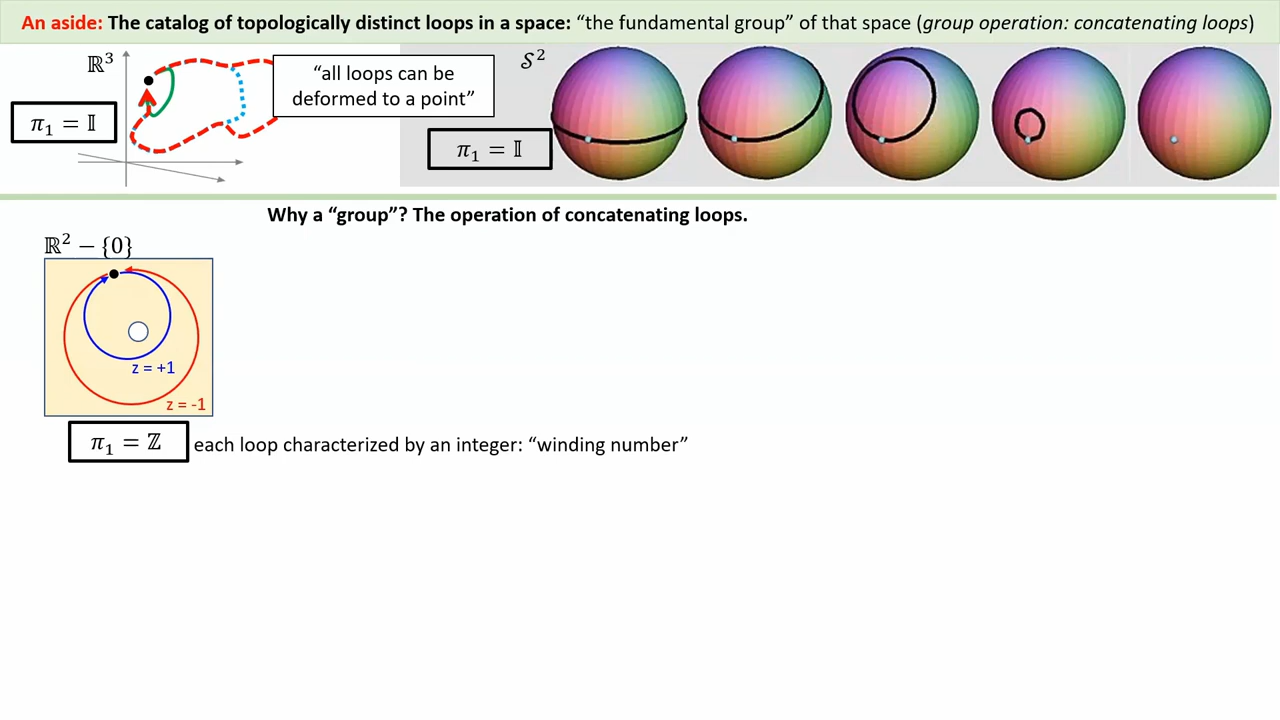 An aside: The catalog of topologically distinct loops in a space: “the fundamental group” of that space (group operation: concatenating loops)
ℝ³
“all loops can be
deformed to a point”
π₁ = 𝕀
𝒮²
π₁ = 𝕀
Why a “group”? The operation of concatenating loops.
ℝ² − {0}
z = +1
z = -1
π₁ = ℤ
each loop characterized by an integer: “winding number”